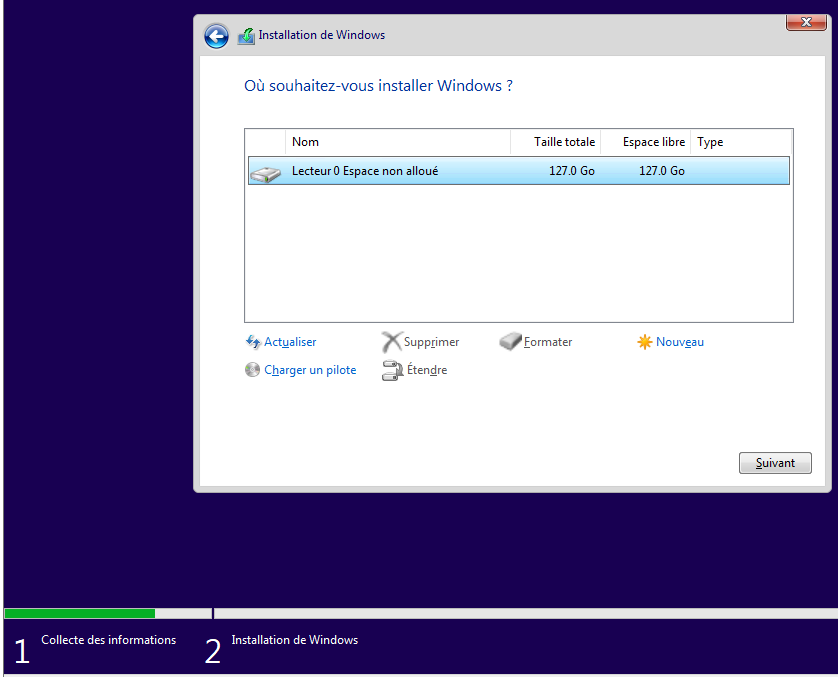 Installation de Windows
Où souhaitez-vous installer Windows ?
Nom Taille totale Espace libre Type
Lecteur 0 Espace non alloué 127.0 Go 127.0 Go
Actualiser Supprimer Formater Nouveau
Charger un pilote Étendre
Suivant
1 Collecte des informations 2 Installation de Windows